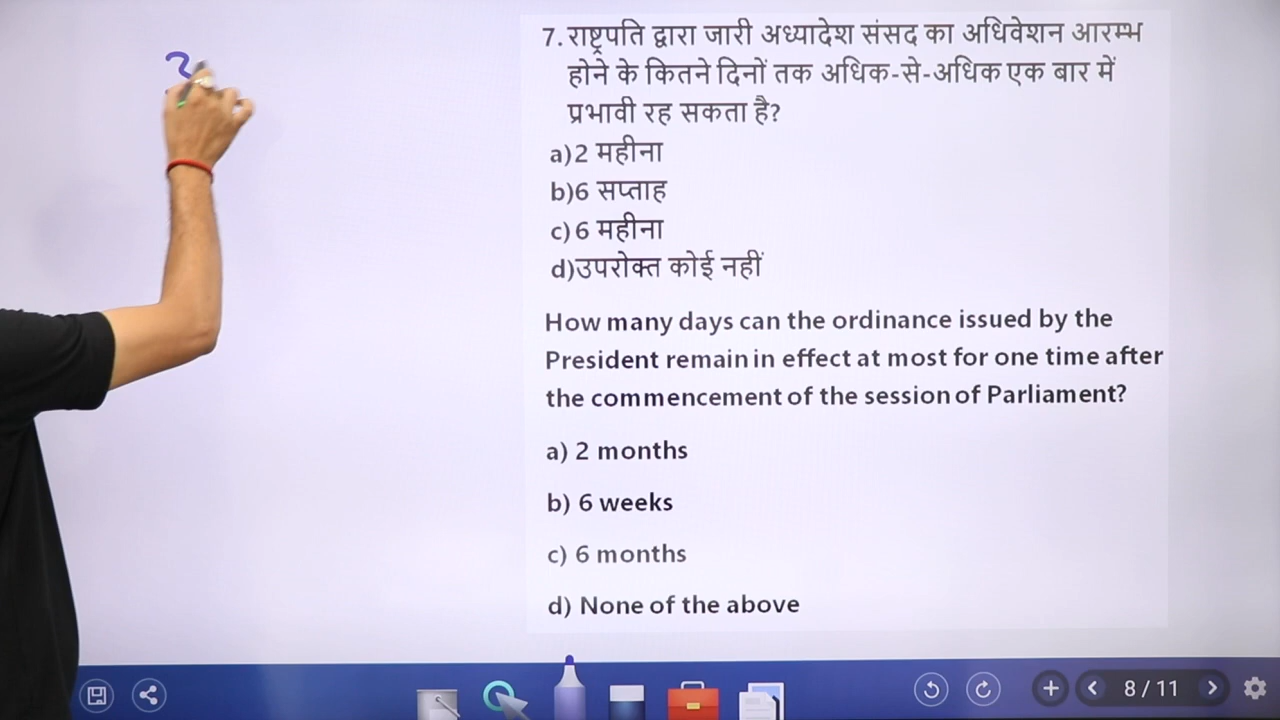 7. राष्ट्रपति द्वारा जारी अध्यादेश संसद का अधिवेशन आरम्भ
होने के कितने दिनों तक अधिक-से-अधिक एक बार में
प्रभावी रह सकता है?
a)2 महीना
b)6 सप्ताह
c) 6 महीना
d)उपरोक्त कोई नहीं
How many days can the ordinance issued by the
President remain in effect at most for one time after
the commencement of the session of Parliament?
a) 2 months
b) 6 weeks
c) 6 months
d) None of the above
8 / 11